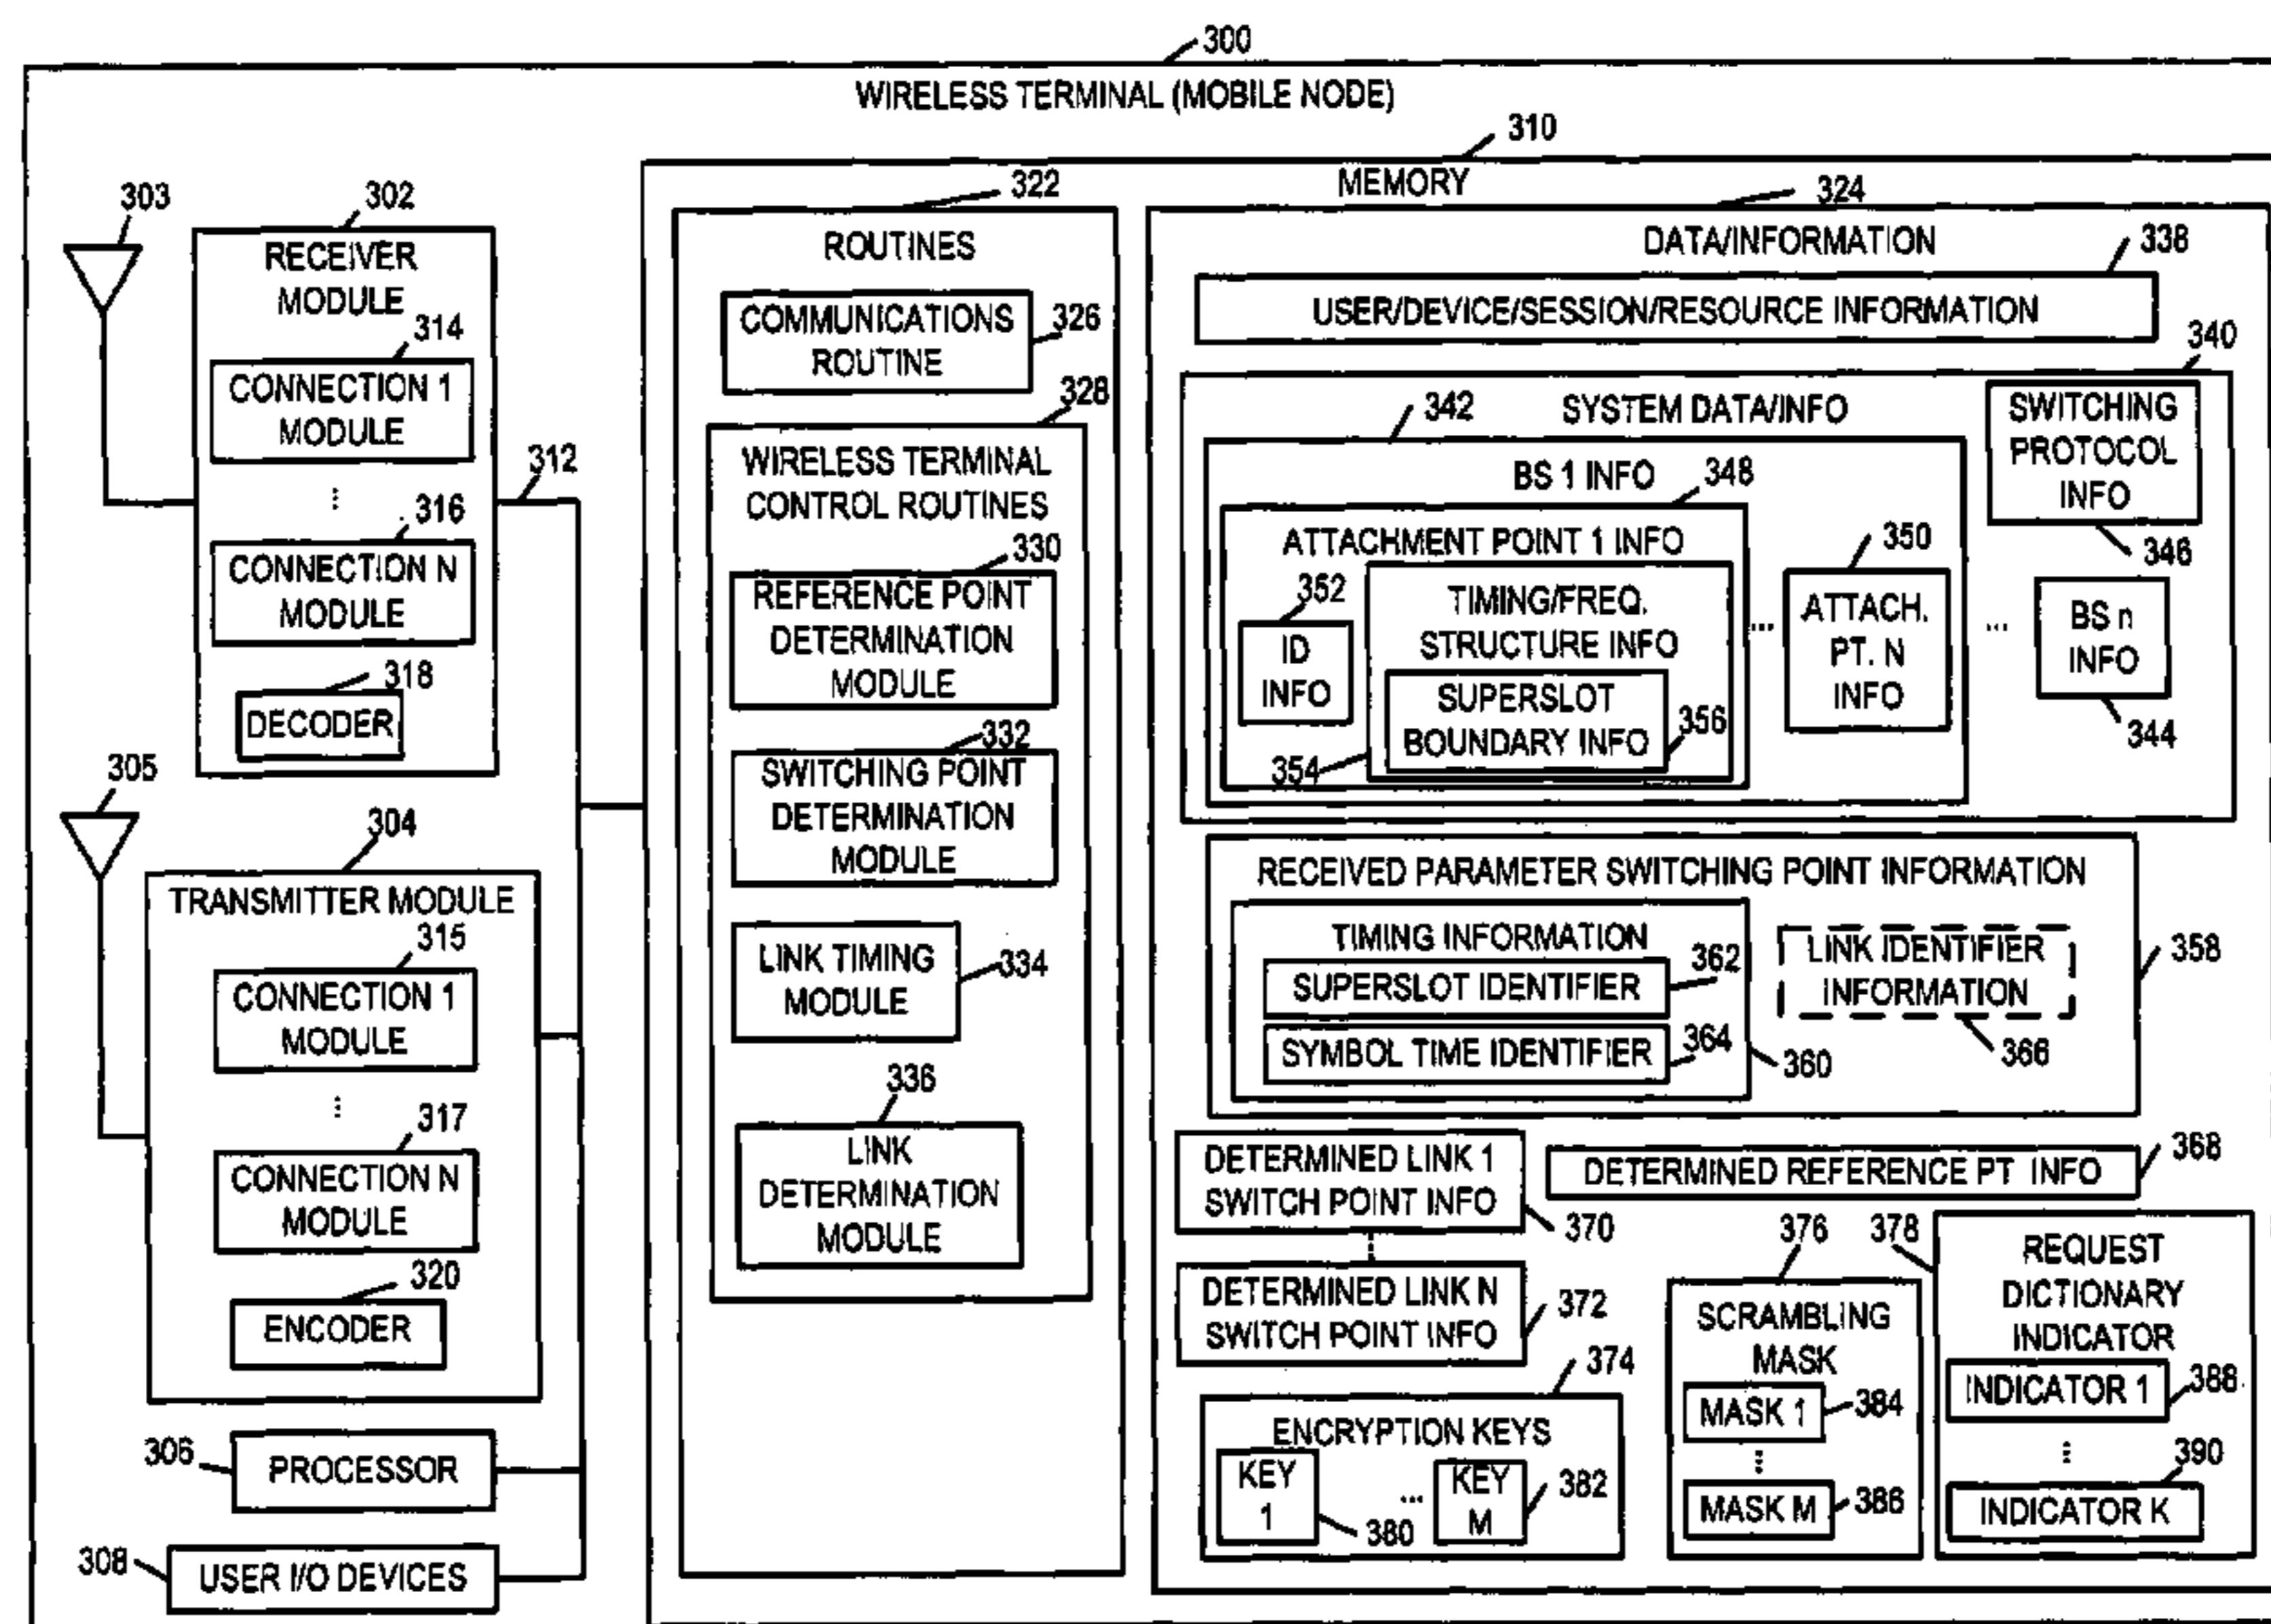 300
WIRELESS TERMINAL (MOBILE NODE)
310
MEMORY
303
302
RECEIVER
MODULE
314
CONNECTION 1
MODULE
⋮
316
CONNECTION N
MODULE
318
DECODER
312
305
304
TRANSMITTER MODULE
315
CONNECTION 1
MODULE
⋮
317
CONNECTION N
MODULE
320
ENCODER
306
PROCESSOR
308
USER I/O DEVICES
322
ROUTINES
COMMUNICATIONS
ROUTINE
326
328
WIRELESS TERMINAL
CONTROL ROUTINES
330
REFERENCE POINT
DETERMINATION
MODULE
332
SWITCHING POINT
DETERMINATION
MODULE
LINK TIMING
MODULE
334
336
LINK
DETERMINATION
MODULE
324
DATA/INFORMATION
338
USER/DEVICE/SESSION/RESOURCE INFORMATION
340
SYSTEM DATA/INFO
SWITCHING
PROTOCOL
INFO
346
342
BS 1 INFO
348
ATTACHMENT POINT 1 INFO
352
ID
INFO
TIMING/FREQ.
STRUCTURE INFO
SUPERSLOT
BOUNDARY INFO
356
354
...
350
ATTACH.
PT. N
INFO
...
BS n
INFO
344
RECEIVED PARAMETER SWITCHING POINT INFORMATION
358
TIMING INFORMATION
SUPERSLOT IDENTIFIER
362
SYMBOL TIME IDENTIFIER
364
360
LINK IDENTIFIER
INFORMATION
366
DETERMINED LINK 1
SWITCH POINT INFO
370
DETERMINED REFERENCE PT INFO
368
DETERMINED LINK N
SWITCH POINT INFO
372
374
ENCRYPTION KEYS
KEY
1
380
...
KEY
M
382
376
SCRAMBLING
MASK
MASK 1
384
⋮
MASK M
386
378
REQUEST
DICTIONARY
INDICATOR
INDICATOR 1
388
⋮
390
INDICATOR K